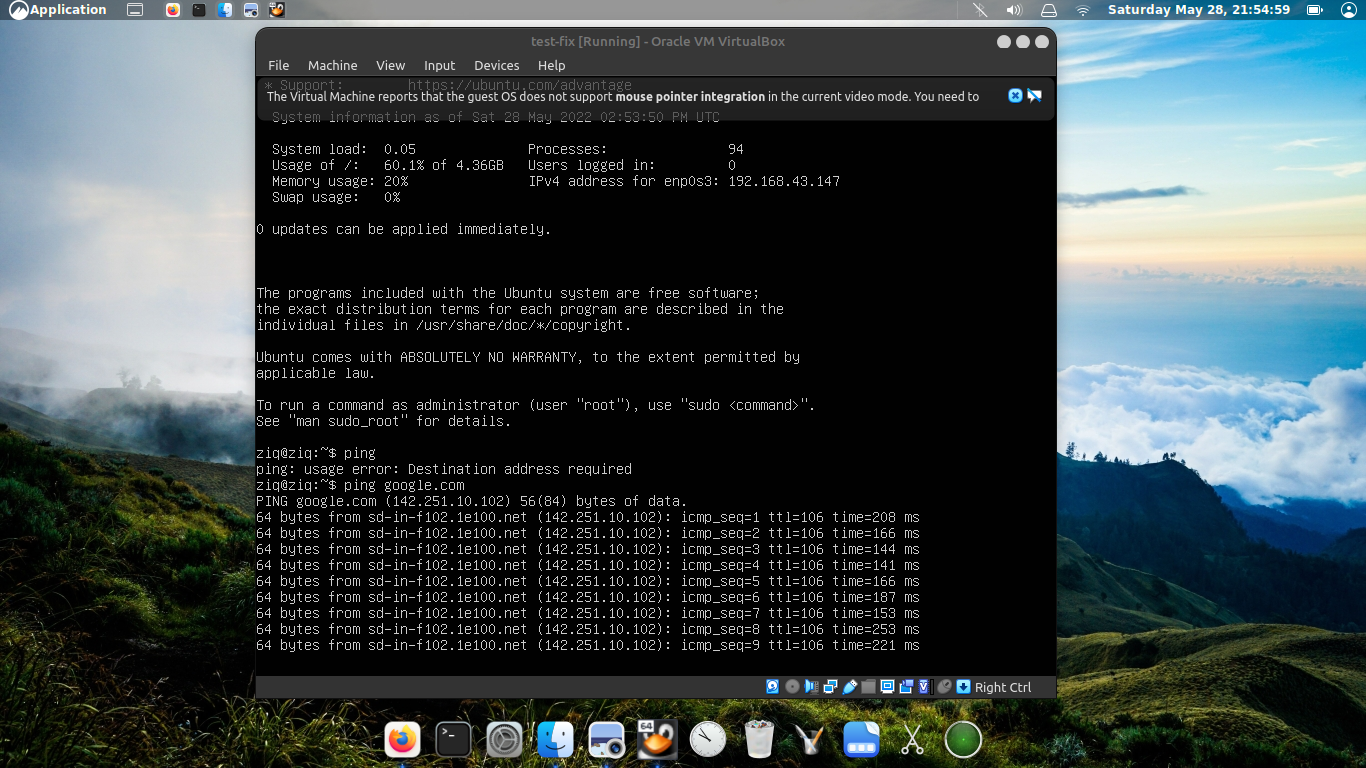 Application
Saturday May 28, 21:54:59
test-fix [Running] - Oracle VM VirtualBox
File Machine View Input Devices Help
* Support: https://ubuntu.com/advantage
The Virtual Machine reports that the guest OS does not support mouse pointer integration in the current video mode. You need to
System information as of Sat 28 May 2022 02:53:50 PM UTC
System load: 0.05 Processes: 94
Usage of /: 60.1% of 4.36GB Users logged in: 0
Memory usage: 20% IPv4 address for enp0s3: 192.168.43.147
Swap usage: 0%
0 updates can be applied immediately.
The programs included with the Ubuntu system are free software;
the exact distribution terms for each program are described in the
individual files in /usr/share/doc/*/copyright.
Ubuntu comes with ABSOLUTELY NO WARRANTY, to the extent permitted by
applicable law.
To run a command as administrator (user "root"), use "sudo <command>".
See "man sudo_root" for details.
ziq@ziq:~$ ping
ping: usage error: Destination address required
ziq@ziq:~$ ping google.com
PING google.com (142.251.10.102) 56(84) bytes of data.
64 bytes from sd-in-f102.1e100.net (142.251.10.102): icmp_seq=1 ttl=106 time=208 ms
64 bytes from sd-in-f102.1e100.net (142.251.10.102): icmp_seq=2 ttl=106 time=166 ms
64 bytes from sd-in-f102.1e100.net (142.251.10.102): icmp_seq=3 ttl=106 time=144 ms
64 bytes from sd-in-f102.1e100.net (142.251.10.102): icmp_seq=4 ttl=106 time=141 ms
64 bytes from sd-in-f102.1e100.net (142.251.10.102): icmp_seq=5 ttl=106 time=166 ms
64 bytes from sd-in-f102.1e100.net (142.251.10.102): icmp_seq=6 ttl=106 time=187 ms
64 bytes from sd-in-f102.1e100.net (142.251.10.102): icmp_seq=7 ttl=106 time=153 ms
64 bytes from sd-in-f102.1e100.net (142.251.10.102): icmp_seq=8 ttl=106 time=253 ms
64 bytes from sd-in-f102.1e100.net (142.251.10.102): icmp_seq=9 ttl=106 time=221 ms
Right Ctrl
64